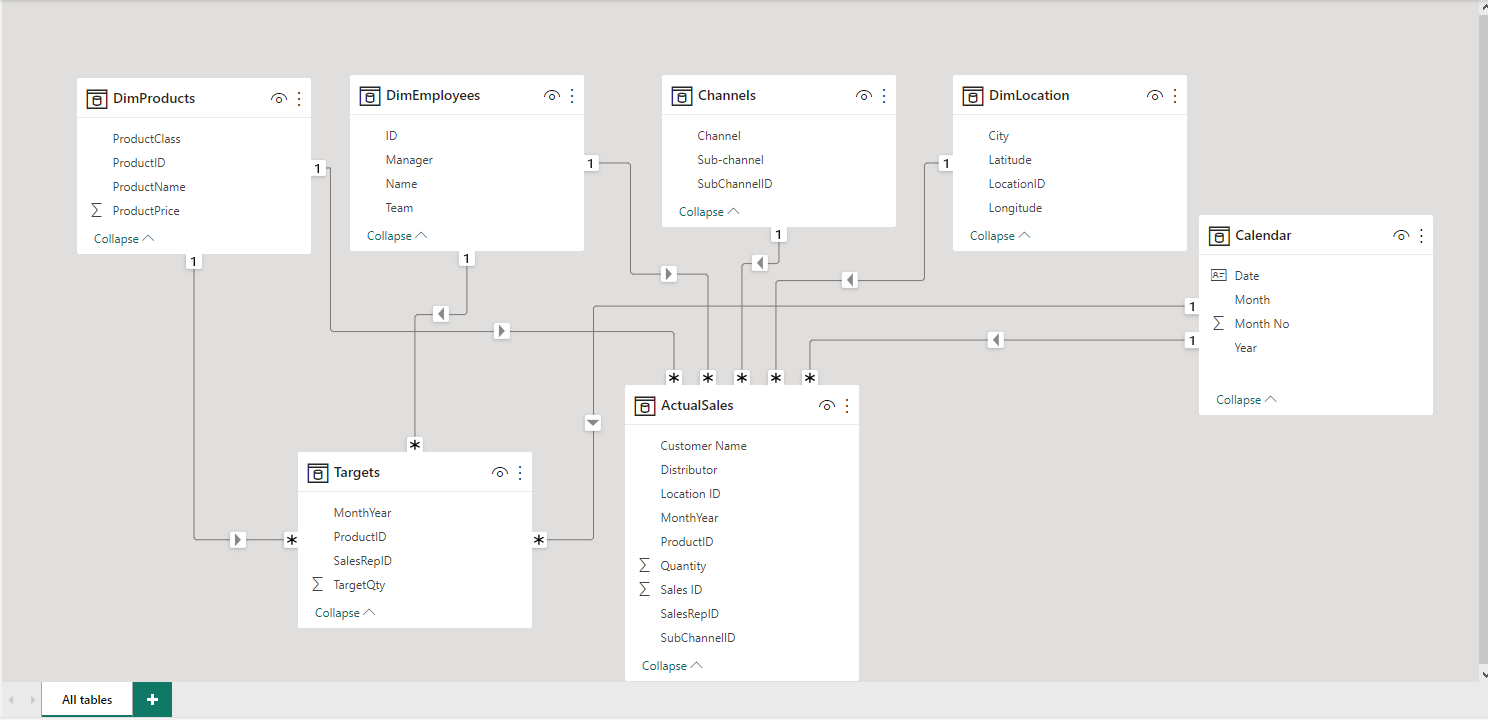 DimProducts
ProductClass
ProductID
ProductName
ProductPrice
Collapse
DimEmployees
ID
Manager
Name
Team
Collapse
Channels
Channel
Sub-channel
SubChannelID
Collapse
DimLocation
City
Latitude
LocationID
Longitude
Collapse
Calendar
Date
Month
Month No
Year
Collapse
1
1
1
1
1
1
1
1
*
*
*
*
*
*
*
*
Targets
MonthYear
ProductID
SalesRepID
TargetQty
Collapse
ActualSales
Customer Name
Distributor
Location ID
MonthYear
ProductID
Quantity
Sales ID
SalesRepID
SubChannelID
Collapse
All tables
+